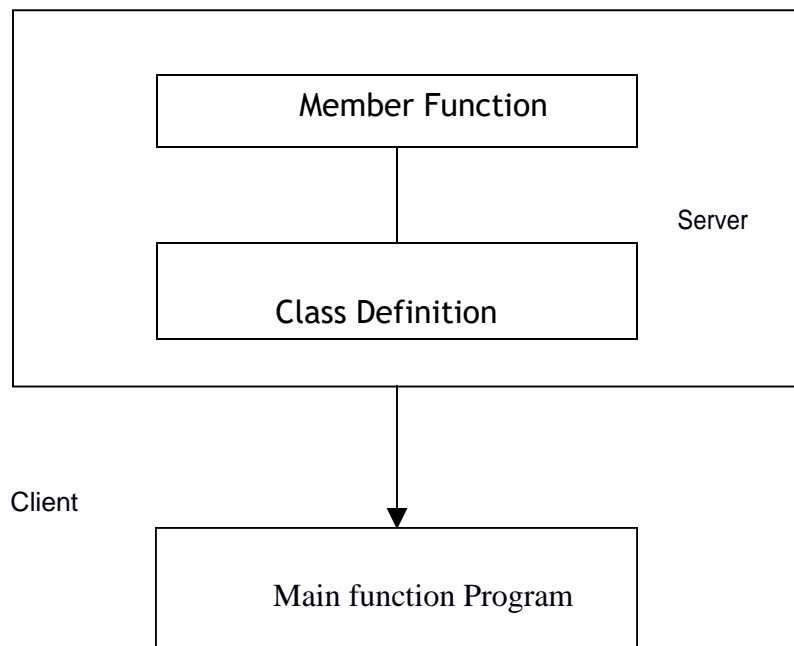 Member Function
Server
Class Definition
Client
Main function Program